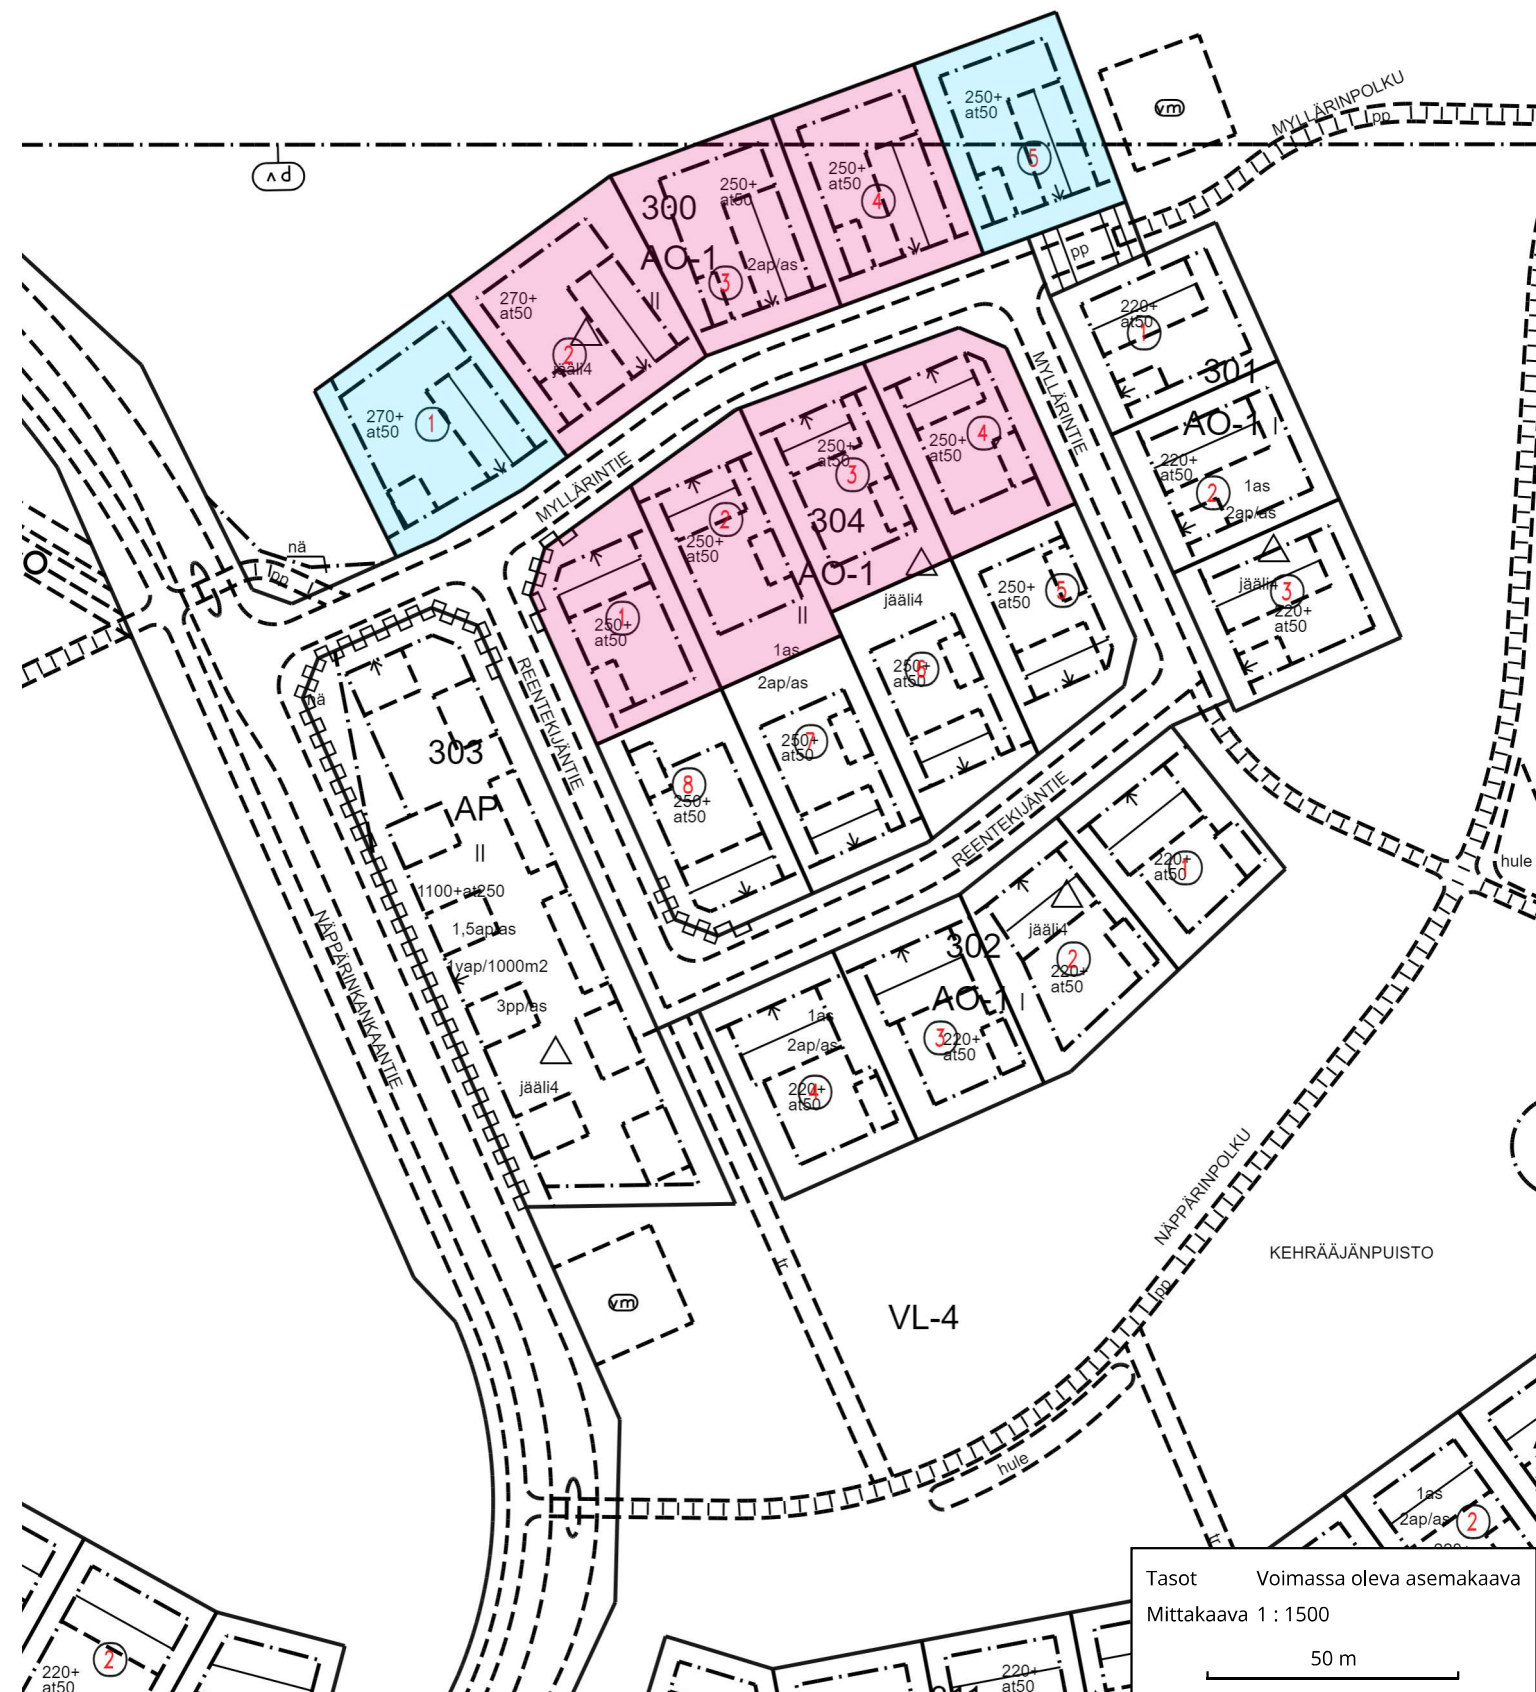 250+
at50
5
vm
MYLLÄRINPOLKU
pp
pv
250+
at50
4
300
AO-1
II
250+
at50
3
2ap/as
270+
at50
2
jääli4
270+
at50
1
pp
220+
at50
1
301
AO-1 I
220+
at50
2
1as
2ap/as
jääli4
3
220+
at50
MYLLÄRINTIE
MYLLÄRINTIE
250+
at50
4
250+
at50
3
304
AO-1
II
250+
at50
2
250+
at50
1
1as
2ap/as
jääli4
250+
at50
5
250+
at50
6
250+
at50
7
8
250+
at50
nä
pp
nä
REENTEKIJÄNTIE
303
AP
II
1100+at250
1,5ap/as
1vap/1000m2
3pp/as
jääli4
NÄPPÄRINKANKAANTIE
REENTEKIJÄNTIE
220+
at50
1
302
AO-1 I
jääli4
2
220+
at50
3
220+
at50
1as
2ap/as
220+
at50
4
hule
NÄPPÄRINPOLKU
pp
KEHRÄÄJÄNPUISTO
VL-4
vm
tr
hule
tr
1as
2ap/as
2
2
220+
at50
220+
at50
Tasot Voimassa oleva asemakaava
Mittakaava 1 : 1500
50 m